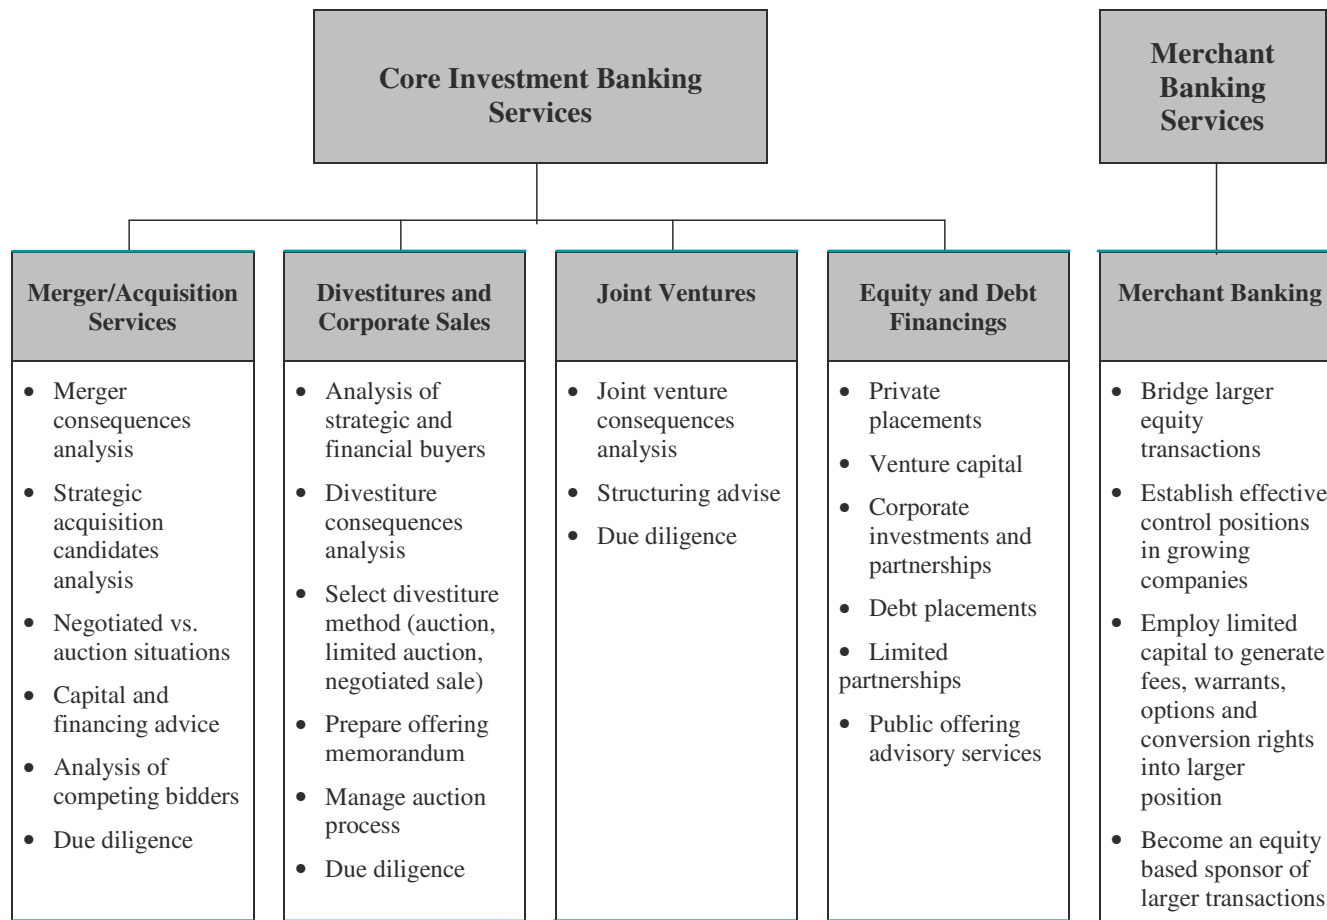 Core Investment Banking
Services
Merchant
Banking
Services
Merger/Acquisition
Services
• Merger
consequences
analysis
• Strategic
acquisition
candidates
analysis
• Negotiated vs.
auction situations
• Capital and
financing advice
• Analysis of
competing bidders
• Due diligence
Divestitures and
Corporate Sales
• Analysis of
strategic and
financial buyers
• Divestiture
consequences
analysis
• Select divestiture
method (auction,
limited auction,
negotiated sale)
• Prepare offering
memorandum
• Manage auction
process
• Due diligence
Joint Ventures
• Joint venture
consequences
analysis
• Structuring advise
• Due diligence
Equity and Debt
Financings
• Private
placements
• Venture capital
• Corporate
investments and
partnerships
• Debt placements
• Limited
partnerships
• Public offering
advisory services
Merchant Banking
• Bridge larger
equity
transactions
• Establish effective
control positions
in growing
companies
• Employ limited
capital to generate
fees, warrants,
options and
conversion rights
into larger
position
• Become an equity
based sponsor of
larger transactions